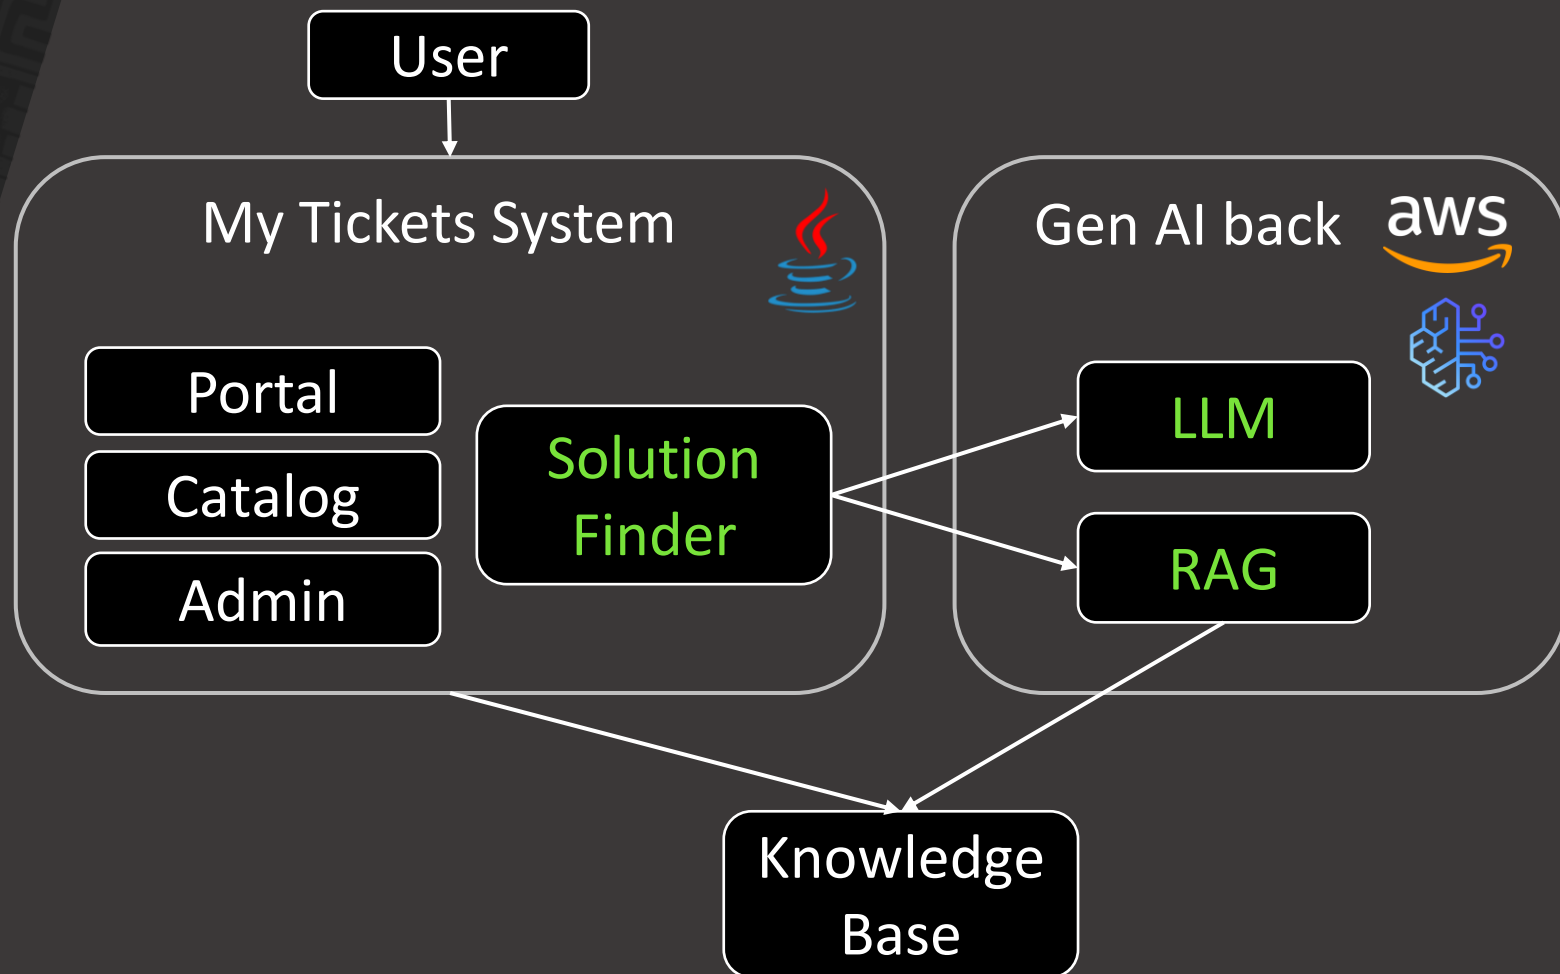 User
My Tickets System
Gen AI back
aws
Portal
Catalog
Admin
Solution
Finder
LLM
RAG
Knowledge
Base